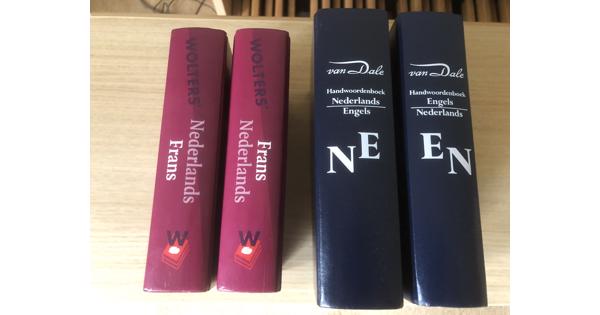 WOLTERS'
Nederlands
Frans
W
WOLTERS'
Frans
Nederlands
W
van Dale
Handwoordenboek
Nederlands
Engels
NE
van Dale
Handwoordenboek
Engels
Nederlands
EN